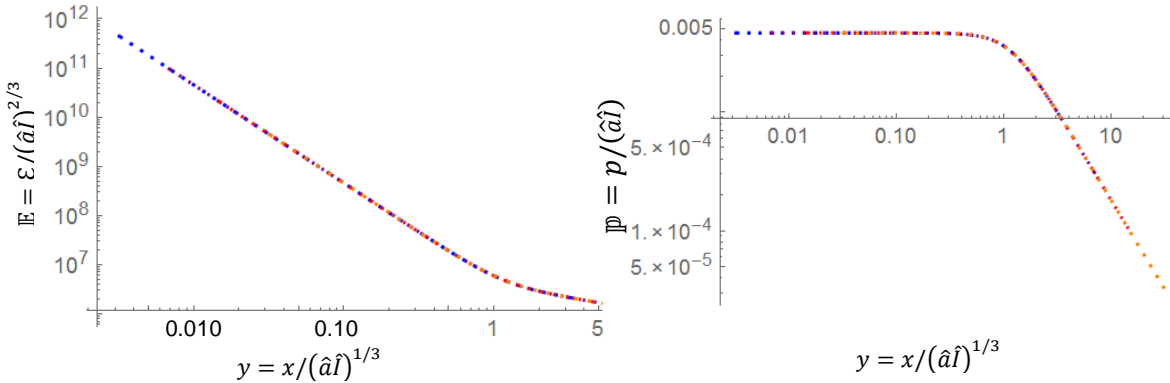 10^12
10^11
10^10
10^9
10^8
10^7
0.010 0.10 1 5
𝔼 = ℰ/(âÎ)^2/3
y = x/(âÎ)^1/3
0.005
5.×10^-4
1.×10^-4
5.×10^-5
0.01 0.10 1 10
𝕡 = p/(âÎ)
y = x/(âÎ)^1/3